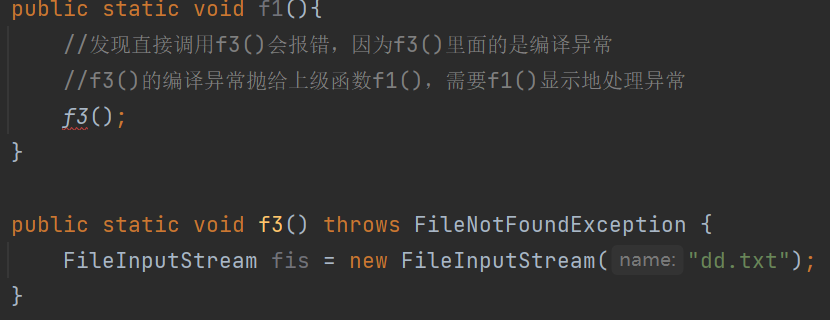 public static void f1(){
//发现直接调用f3()会报错，因为f3()里面的是编译异常
//f3()的编译异常抛给上级函数f1()，需要f1()显示地处理异常
f3();
}
public static void f3() throws FileNotFoundException {
FileInputStream fis = new FileInputStream( name: "dd.txt");
}